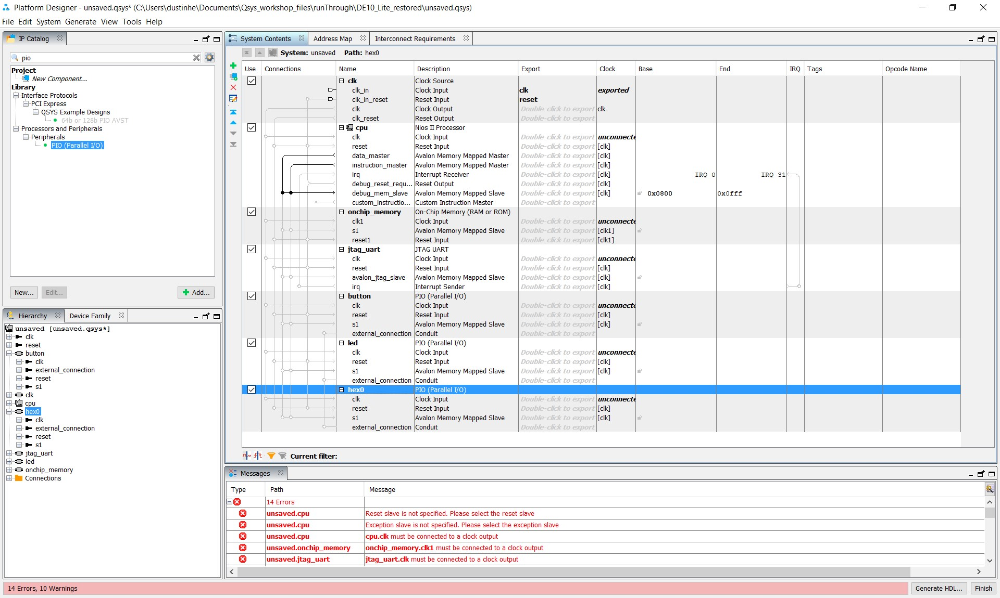 Platform Designer - unsaved.qsys* (C:\Users\dustinhe\Documents\Qsys_workshop_files\runThrough\DE10_Lite_restored\unsaved.qsys)
File Edit System Generate View Tools Help
IP Catalog
pio
Project
New Component...
Library
Interface Protocols
PCI Express
QSYS Example Designs
64b or 128b PIO AVST
Processors and Peripherals
Peripherals
PIO (Parallel I/O)
New... Edit... Add...
Hierarchy Device Family
unsaved [unsaved.qsys*]
clk
reset
button
clk
external_connection
reset
s1
clk
cpu
hex0
clk
external_connection
reset
s1
jtag_uart
led
onchip_memory
Connections
System Contents Address Map Interconnect Requirements
System: unsaved Path: hex0
Use Connections Name Description Export Clock Base End IRQ Tags Opcode Name
clk Clock Source
clk_in Clock Input clk exported
clk_in_reset Reset Input reset
clk Clock Output Double-click to export clk
clk_reset Reset Output Double-click to export
cpu Nios II Processor
clk Clock Input Double-click to export unconnecte
reset Reset Input Double-click to export [clk]
data_master Avalon Memory Mapped Master Double-click to export [clk]
instruction_master Avalon Memory Mapped Master Double-click to export [clk]
irq Interrupt Receiver Double-click to export [clk] IRQ 0 IRQ 31
debug_reset_requ... Reset Output Double-click to export [clk]
debug_mem_slave Avalon Memory Mapped Slave Double-click to export [clk] 0x0800 0x0fff
custom_instructio... Custom Instruction Master Double-click to export
onchip_memory On-Chip Memory (RAM or ROM)
clk1 Clock Input Double-click to export unconnecte
s1 Avalon Memory Mapped Slave Double-click to export [clk1]
reset1 Reset Input Double-click to export [clk1]
jtag_uart JTAG UART
clk Clock Input Double-click to export unconnecte
reset Reset Input Double-click to export [clk]
avalon_jtag_slave Avalon Memory Mapped Slave Double-click to export [clk]
irq Interrupt Sender Double-click to export [clk]
button PIO (Parallel I/O)
clk Clock Input Double-click to export unconnecte
reset Reset Input Double-click to export [clk]
s1 Avalon Memory Mapped Slave Double-click to export [clk]
external_connection Conduit Double-click to export
led PIO (Parallel I/O)
clk Clock Input Double-click to export unconnecte
reset Reset Input Double-click to export [clk]
s1 Avalon Memory Mapped Slave Double-click to export [clk]
external_connection Conduit Double-click to export
hex0 PIO (Parallel I/O)
clk Clock Input Double-click to export unconnecte
reset Reset Input Double-click to export [clk]
s1 Avalon Memory Mapped Slave Double-click to export [clk]
external_connection Conduit Double-click to export
Current filter:
Messages
Type Path Message
14 Errors
unsaved.cpu Reset slave is not specified. Please select the reset slave
unsaved.cpu Exception slave is not specified. Please select the exception slave
unsaved.cpu cpu.clk must be connected to a clock output
unsaved.onchip_memory onchip_memory.clk1 must be connected to a clock output
unsaved.jtag_uart jtag_uart.clk must be connected to a clock output
14 Errors, 10 Warnings Generate HDL... Finish